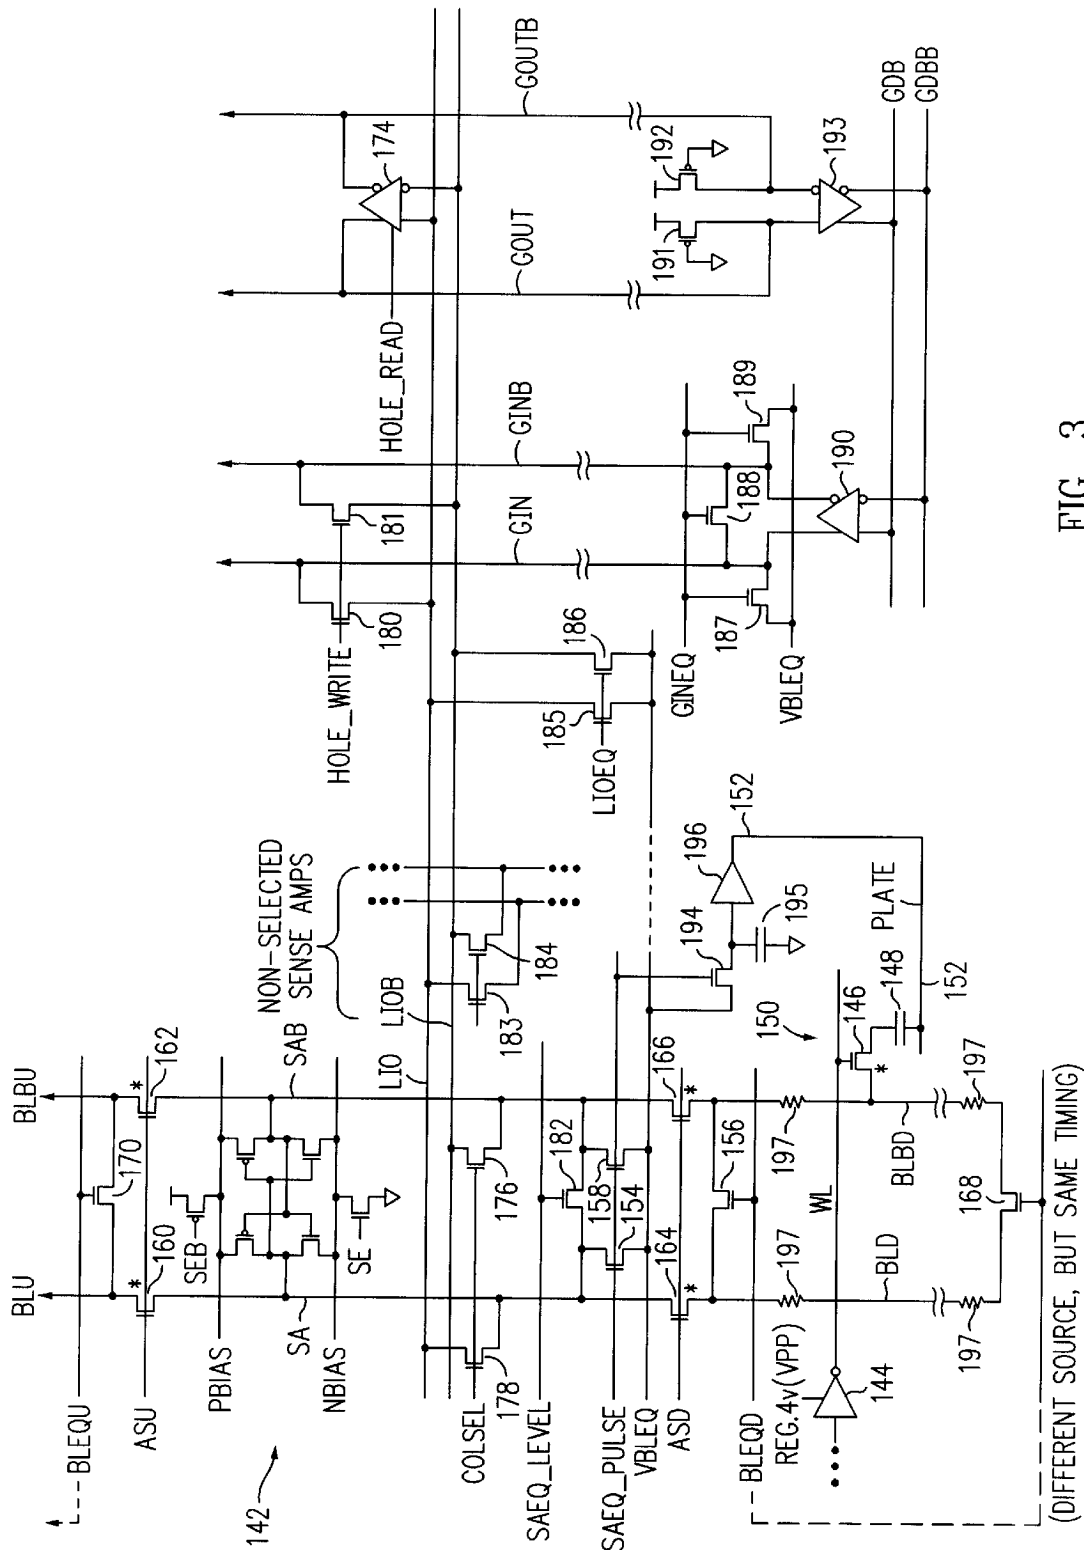 BLU
BLBU
BLEQU
170
ASU
160
162
*
*
SEB
PBIAS
SA
SAB
NBIAS
SE
142
NON-SELECTED
SENSE AMPS
LIO
LIOB
COLSEL
178
176
183
184
SAEQ_LEVEL
182
158
154
SAEQ_PULSE
VBLEQ
ASD
164
166
*
*
BLEQD
156
REG.4v(VPP)
144
WL
197
197
150
146
*
148
152
PLATE
BLD
BLBD
197
197
168
(DIFFERENT SOURCE, BUT SAME TIMING)
194
195
196
152
HOLE_WRITE
180
181
GIN
GINB
185
186
LIOEQ
GINEQ
187
188
189
VBLEQ
190
HOLE_READ
174
GOUT
GOUTB
191
192
193
GDB
GDBB
FIG. 3